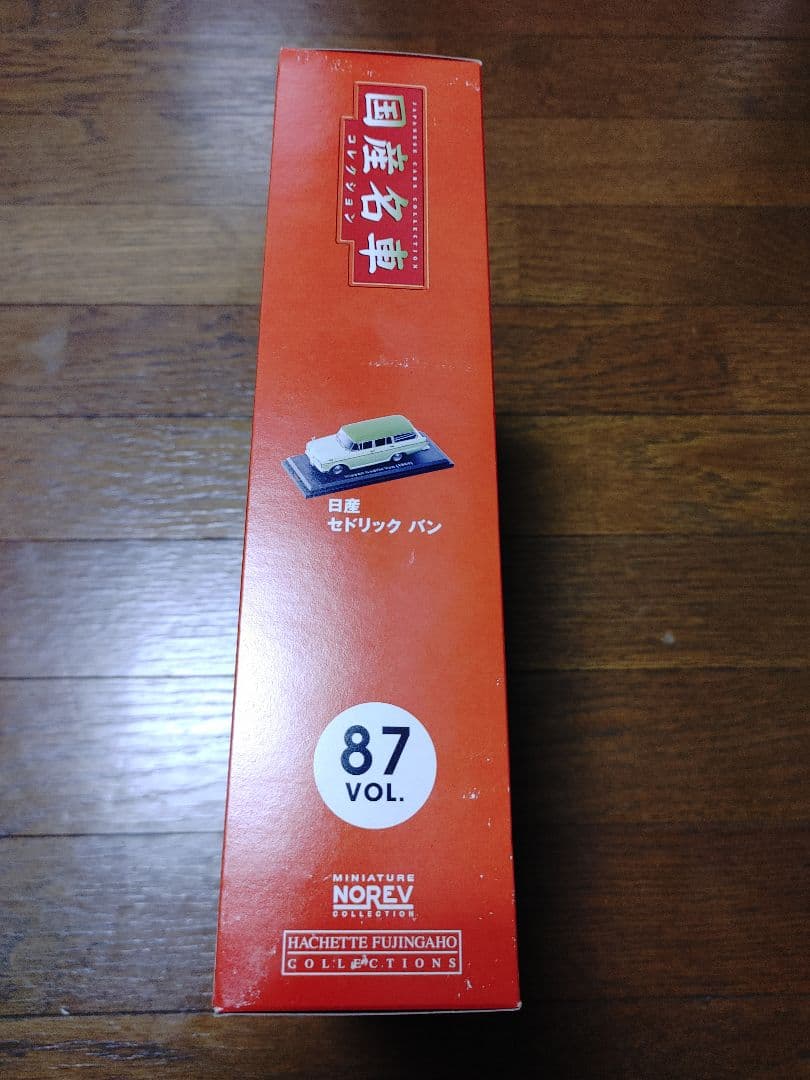 JAPANESE CARS COLLECTION
国産名車
コレクション
日産
セドリック バン
87
VOL.
MINIATURE
NOREV
COLLECTION
HACHETTE FUJINGAHO
COLLECTIONS